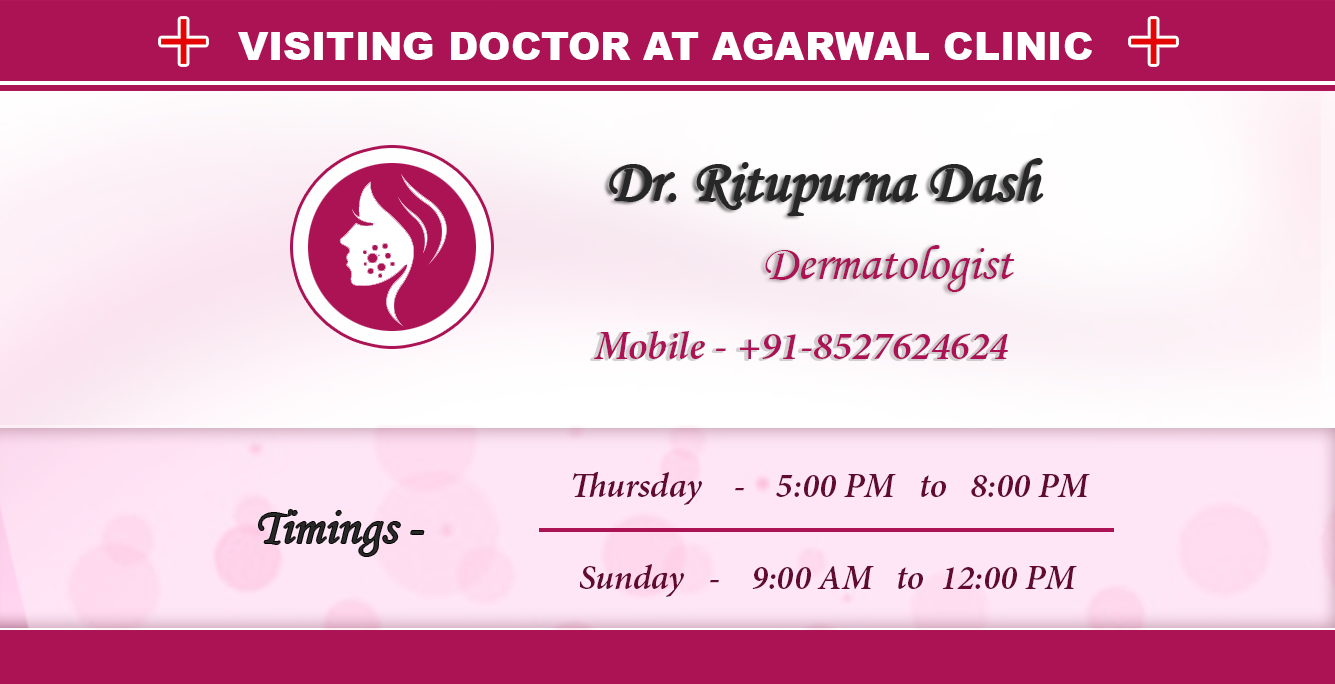 VISITING DOCTOR AT AGARWAL CLINIC
Dr. Ritupurna Dash
Dermatologist
Mobile - +91-8527624624
Timings -
Thursday - 5:00 PM to 8:00 PM
Sunday - 9:00 AM to 12:00 PM